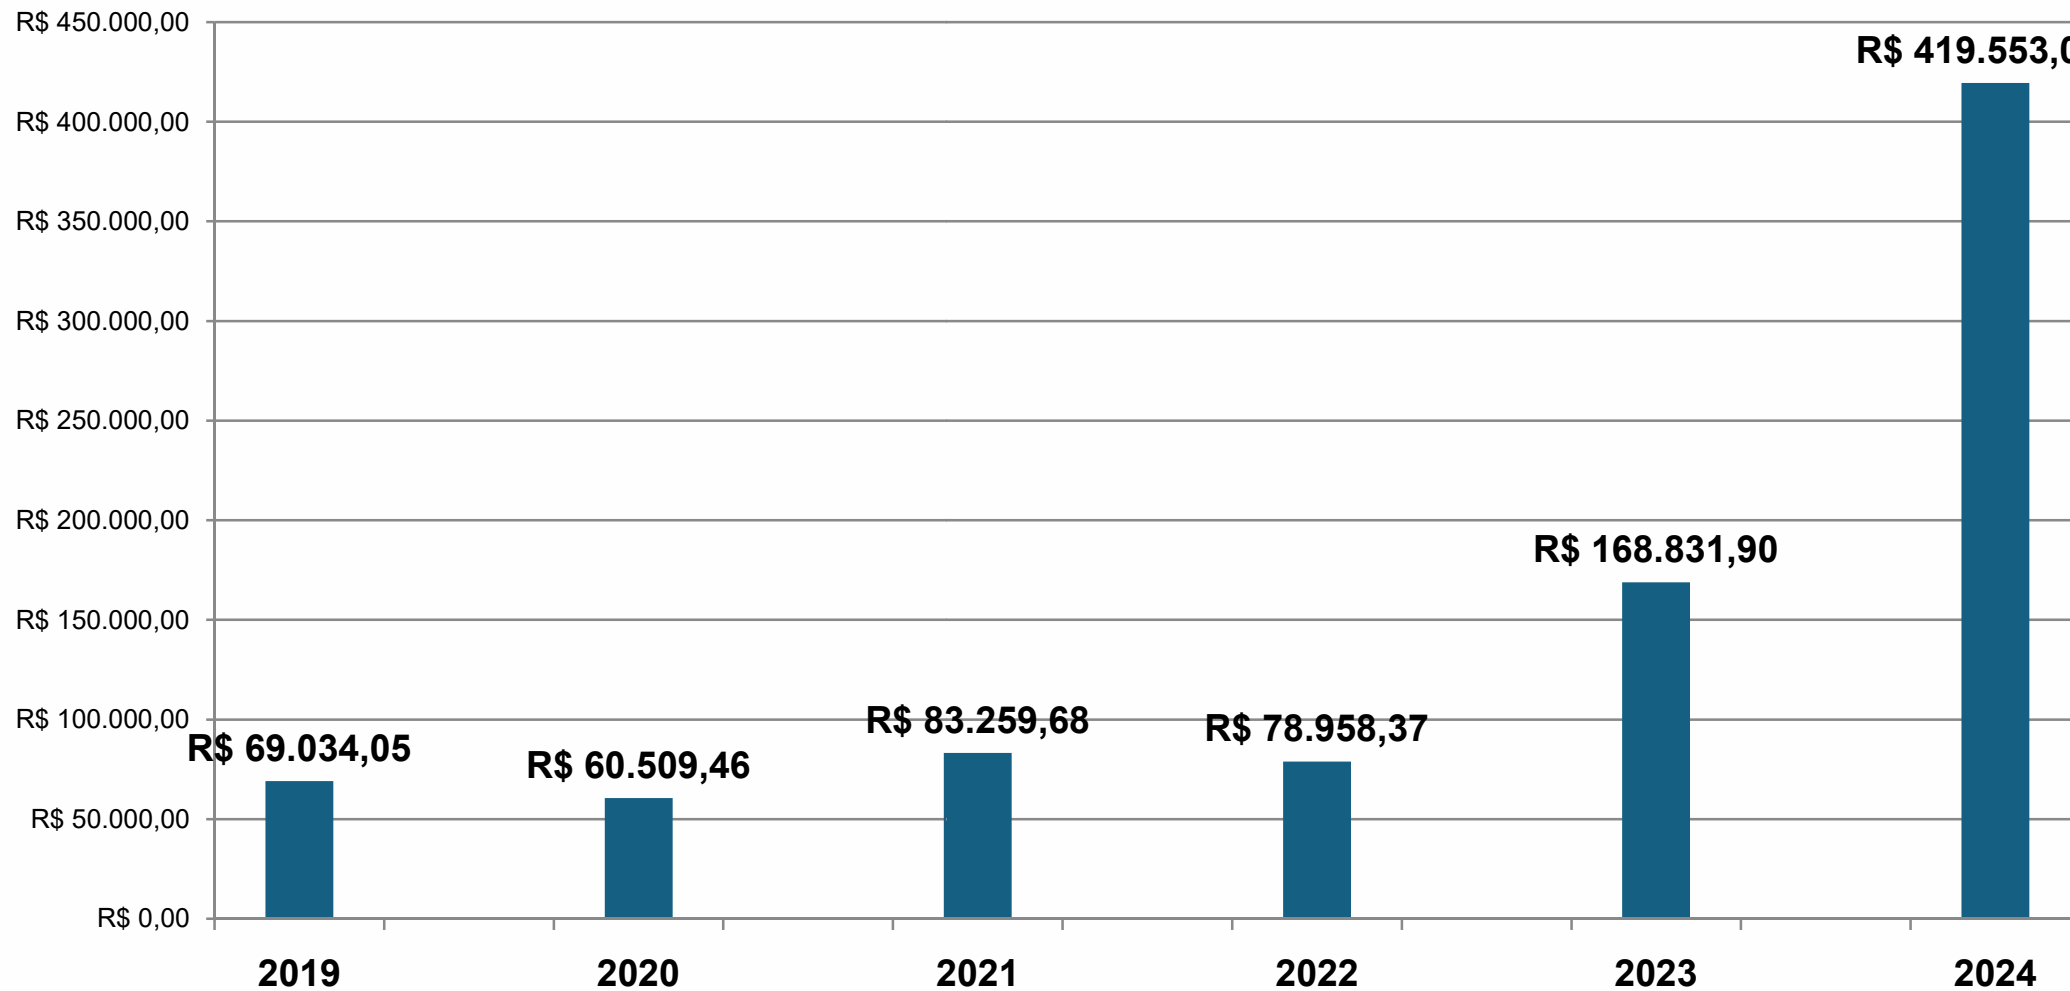 R$ 450.000,00
R$ 419.553,0
R$ 400.000,00
R$ 350.000,00
R$ 300.000,00
R$ 250.000,00
R$ 200.000,00
R$ 168.831,90
R$ 150.000,00
R$ 100.000,00
R$ 83.259,68
R$ 78.958,37
R$ 69.034,05
R$ 60.509,46
R$ 50.000,00
R$ 0,00
2019 2020 2021 2022 2023 2024